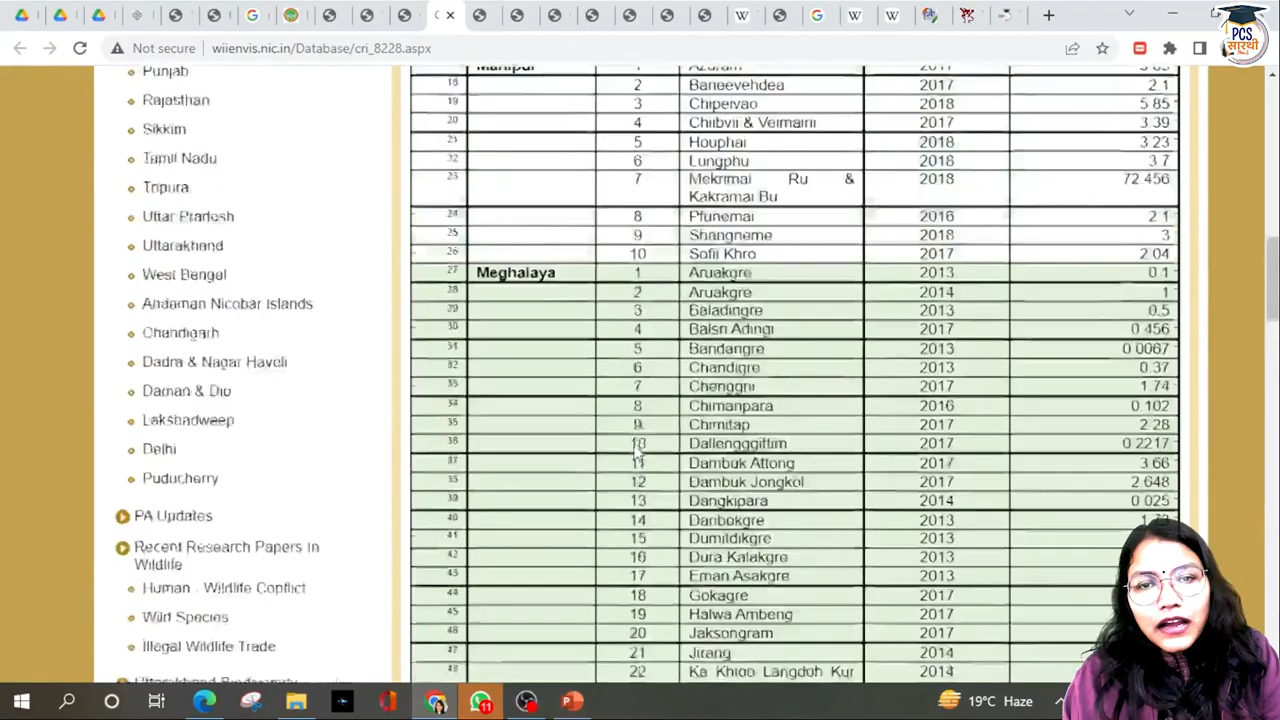 Not secure
wiienvis.nic.in/Database/cri_8228.aspx
PCS
सारथी
Punjab
Rajasthan
Sikkim
Tamil Nadu
Tripura
Uttar Pradesh
Uttarakhand
West Bengal
Andaman Nicobar Islands
Chandigarh
Dadra & Nagar Haveli
Daman & Diu
Lakshadweep
Delhi
Puducherry
PA Updates
Recent Research Papers in
Wildlife
Human - Wildlife Conflict
Wild Species
Illegal Wildlife Trade
Manipur 1 Azuram 2017
18 2 Baneevehdea 2017 2.1
19 3 Chipeivao 2018 5.85
20 4 2017 3.39
21 5 Houphai 2018 3.23
22 6 Lungphu 2018 3.7
23 7 Mekrimai Ru & 2018 72.456
Kakramai Bu
24 8 Pfunemai 2016 2.1
25 9 Shangneme 2018 3
26 10 Sofii Khro 2017 2.04
27 Meghalaya 1 Aruakgre 2013 0.1
28 2 Aruakgre 2014 1
29 3 Baladingre 2013 0.5
30 4 Balsri Adingi 2017 0.456
31 5 Bandangre 2013 0.0067
32 6 Chandigre 2013 0.37
33 7 Chenggni 2017 1.74
34 8 Chimanpara 2016 0.102
35 9 Chimitap 2017 2.28
36 10 Dallengggittim 2017 0.2217
37 11 Dambuk Attong 2017 3.66
38 12 Dambuk Jongkol 2017 2.648
39 13 Dangkipara 2014 0.025
40 14 Danbokgre 2013
41 15 Dumitdikgre 2013
42 16 Dura Kalakgre 2013
43 17 Eman Asakgre 2013
44 18 Gokagre 2017
45 19 Halwa Ambeng 2017
46 20 Jaksongram 2017
47 21 Jirang 2014
48 22 Ka Khloo Langdoh Kur 2014
11
19°C Haze